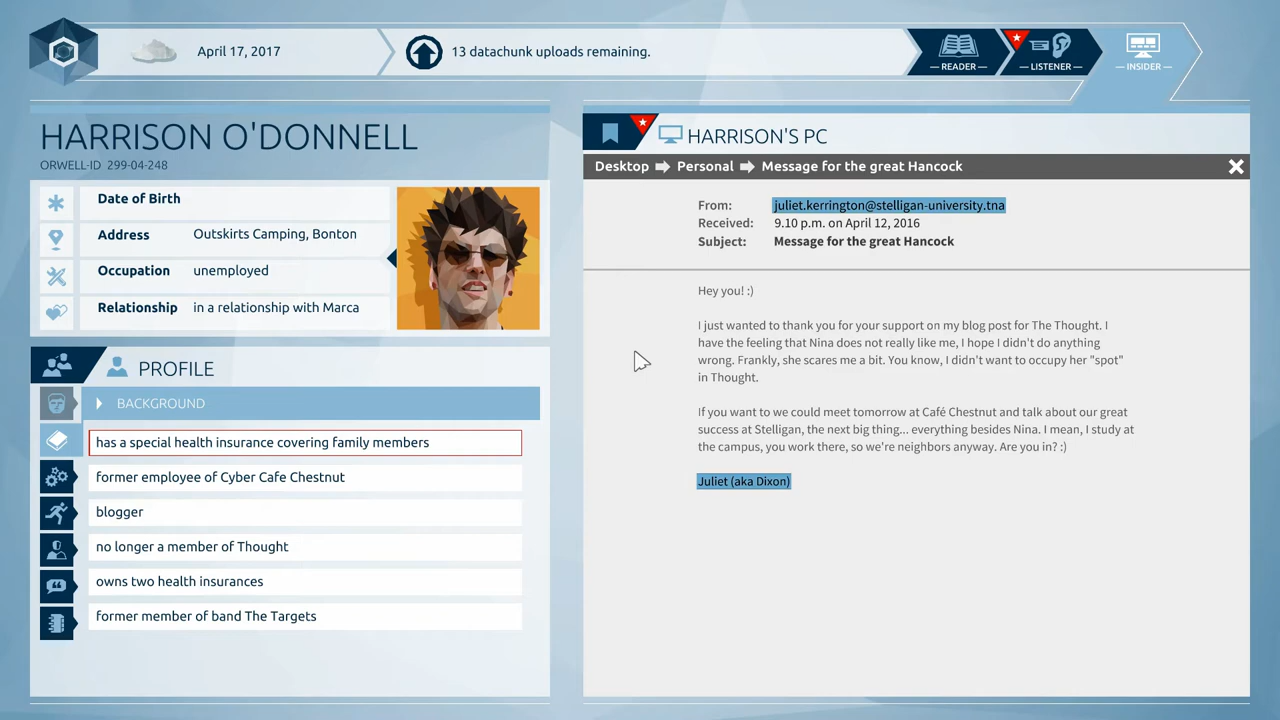 April 17, 2017
13 datachunk uploads remaining.
— READER —
— LISTENER —
— INSIDER —
HARRISON O'DONNELL
ORWELL-ID 299-04-248
Date of Birth
Address Outskirts Camping, Bonton
Occupation unemployed
Relationship in a relationship with Marca
PROFILE
BACKGROUND
has a special health insurance covering family members
former employee of Cyber Cafe Chestnut
blogger
no longer a member of Thought
owns two health insurances
former member of band The Targets
HARRISON'S PC
Desktop Personal Message for the great Hancock
From: juliet.kerrington@stelligan-university.tna
Received: 9.10 p.m. on April 12, 2016
Subject: Message for the great Hancock
Hey you! :)
I just wanted to thank you for your support on my blog post for The Thought. I
have the feeling that Nina does not really like me, I hope I didn't do anything
wrong. Frankly, she scares me a bit. You know, I didn't want to occupy her "spot"
in Thought.
If you want to we could meet tomorrow at Café Chestnut and talk about our great
success at Stelligan, the next big thing... everything besides Nina. I mean, I study at
the campus, you work there, so we're neighbors anyway. Are you in? :)
Juliet (aka Dixon)